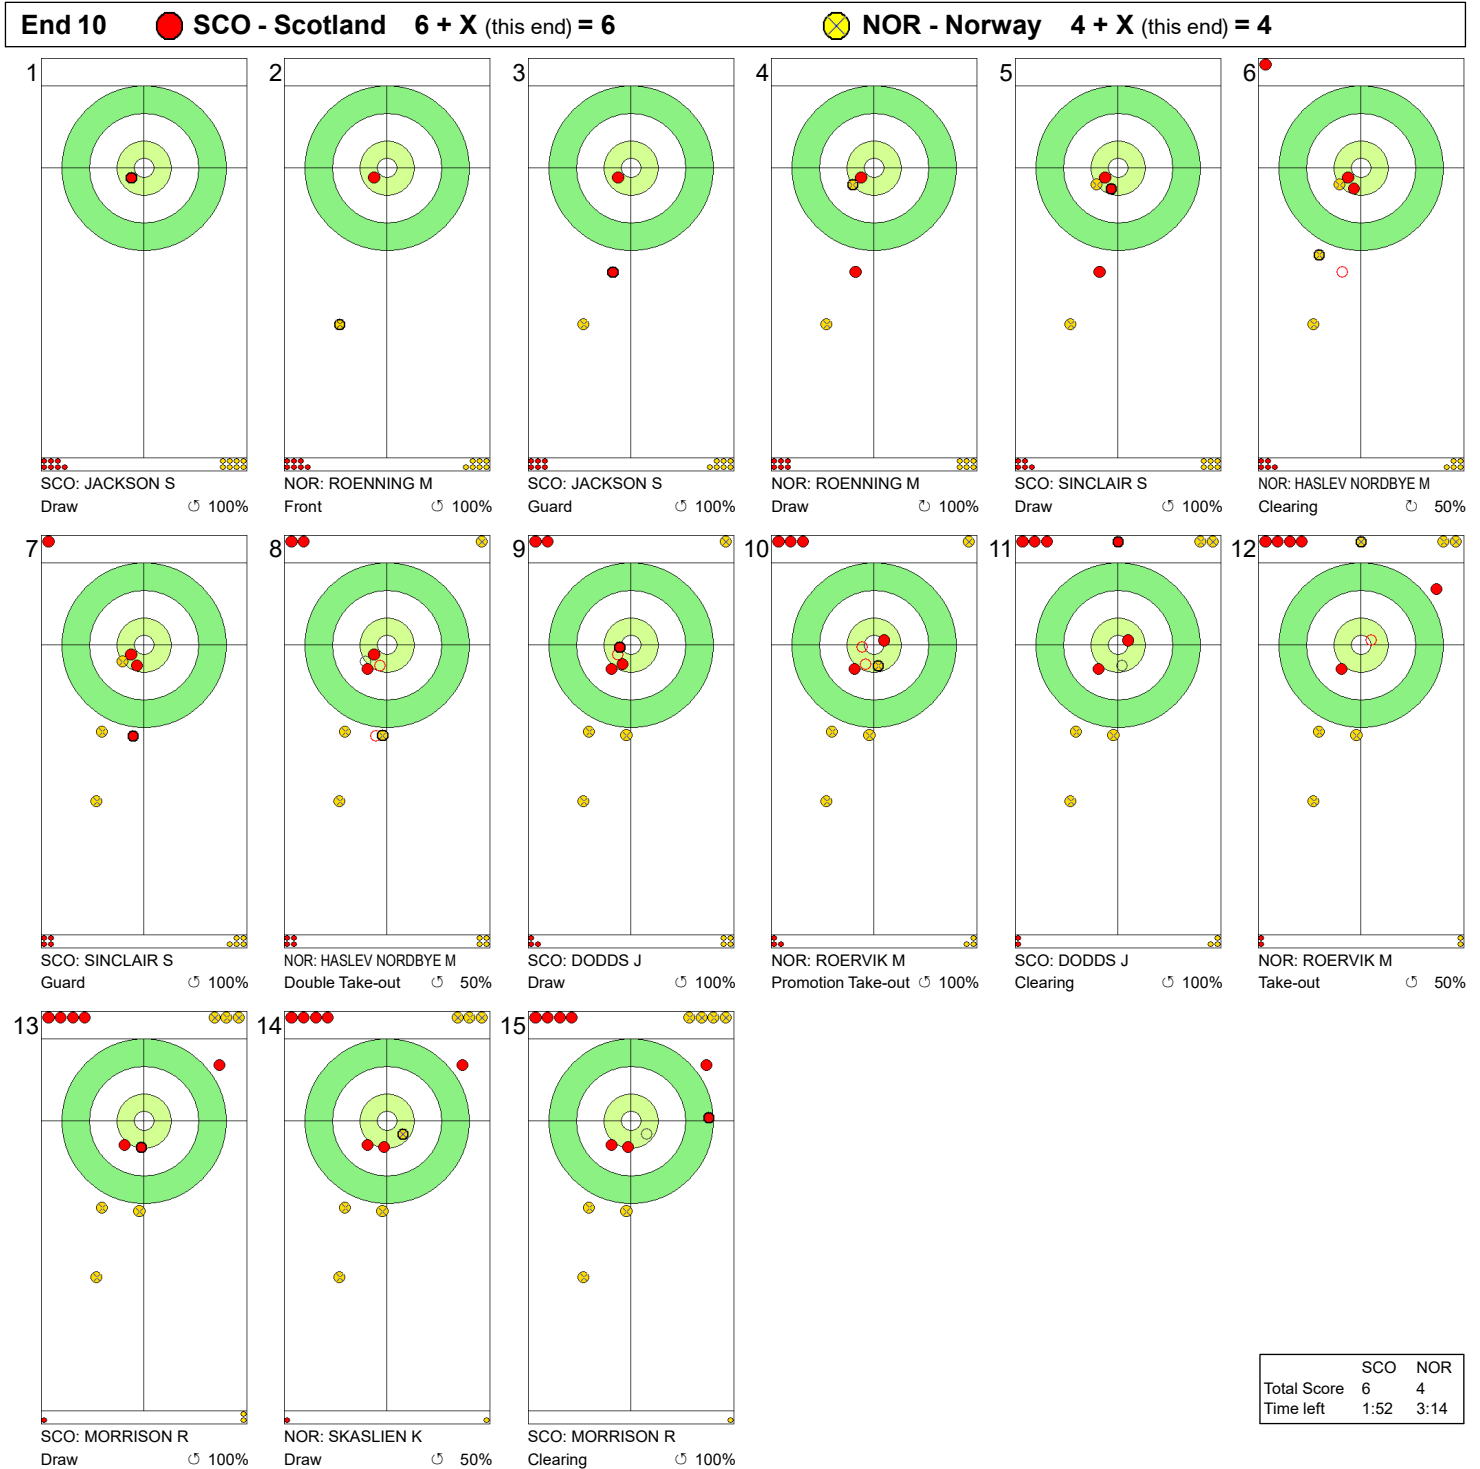 End 10 SCO - Scotland 6 + X (this end) = 6 NOR - Norway 4 + X (this end) = 4
1 2 3 4 5 6
SCO: JACKSON S NOR: ROENNING M SCO: JACKSON S NOR: ROENNING M SCO: SINCLAIR S NOR: HASLEV NORDBYE M
Draw ↺ 100% Front ↺ 100% Guard ↺ 100% Draw ↻ 100% Draw ↺ 100% Clearing ↻ 50%
7 8 9 10 11 12
SCO: SINCLAIR S NOR: HASLEV NORDBYE M SCO: DODDS J NOR: ROERVIK M SCO: DODDS J NOR: ROERVIK M
Guard ↺ 100% Double Take-out ↺ 50% Draw ↺ 100% Promotion Take-out ↺ 100% Clearing ↺ 100% Take-out ↺ 50%
13 14 15
SCO NOR
Total Score 6 4
Time left 1:52 3:14
SCO: MORRISON R NOR: SKASLIEN K SCO: MORRISON R
Draw ↺ 100% Draw ↺ 50% Clearing ↺ 100%